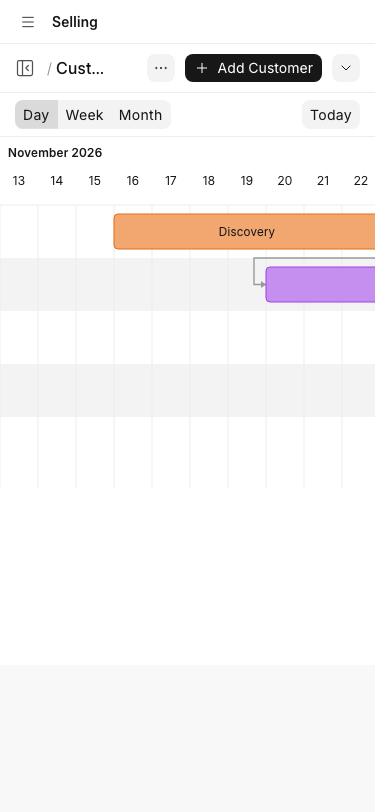 Selling
/ Cust...
Add Customer
Day Week Month Today
November 2026
13 14 15 16 17 18 19 20 21 22
Discovery